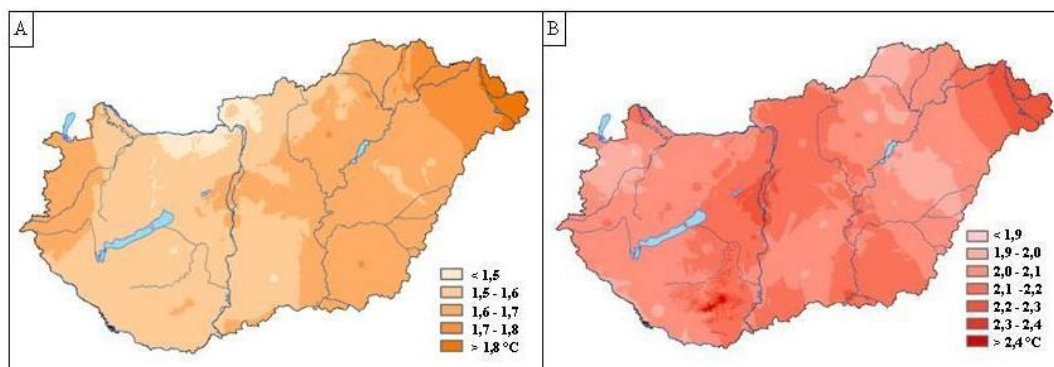 A
< 1,5
1,5 - 1,6
1,6 - 1,7
1,7 - 1,8
> 1,8 °C
B
< 1,9
1,9 - 2,0
2,0 - 2,1
2,1 -2,2
2,2 - 2,3
2,3 - 2,4
> 2,4 °C